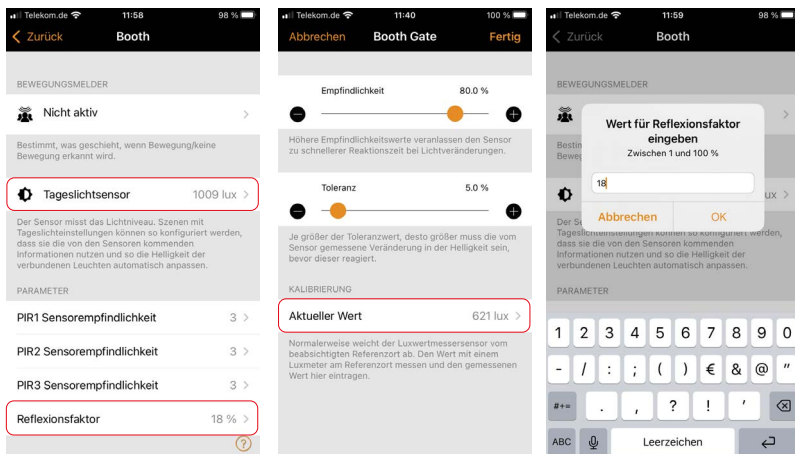 Telekom.de 11:58 98 %
Zurück Booth
BEWEGUNGSMELDER
Nicht aktiv
Bestimmt, was geschieht, wenn Bewegung/keine
Bewegung erkannt wird.
Tageslichtsensor 1009 lux
Der Sensor misst das Lichtniveau. Szenen mit
Tageslichteinstellungen können so konfiguriert werden,
dass sie die von den Sensoren kommenden
Informationen nutzen und so die Helligkeit der
verbundenen Leuchten automatisch anpassen.
PARAMETER
PIR1 Sensorempfindlichkeit 3
PIR2 Sensorempfindlichkeit 3
PIR3 Sensorempfindlichkeit 3
Reflexionsfaktor 18 %
?
Telekom.de 11:40 100 %
Abbrechen Booth Gate Fertig
Empfindlichkeit 80.0 %
Höhere Empfindlichkeitswerte veranlassen den Sensor
zu schnellerer Reaktionszeit bei Lichtveränderungen.
Toleranz 5.0 %
Je größer der Toleranzwert, desto größer muss die vom
Sensor gemessene Veränderung in der Helligkeit sein,
bevor dieser reagiert.
KALIBRIERUNG
Aktueller Wert 621 lux
Normalerweise weicht der Luxwertmessersensor vom
beabsichtigten Referenzort ab. Den Wert mit einem
Luxmeter am Referenzort messen und den gemessenen
Wert hier eintragen.
Telekom.de 11:59 98 %
Zurück Booth
BEWEGUNGSMELDER
Wert für Reflexionsfaktor
eingeben
Zwischen 1 und 100 %
18
Abbrechen OK
Bestim
Beweg
ux
Der Se
werden,
Tageslichteinstellungen können so konfiguriert
dass sie die von den Sensoren kommenden
Informationen nutzen und so die Helligkeit der
verbundenen Leuchten automatisch anpassen.
PARAMETER
1 2 3 4 5 6 7 8 9 0
- / : ; ( ) € & @ "
#+= . , ? ! '
ABC Leerzeichen